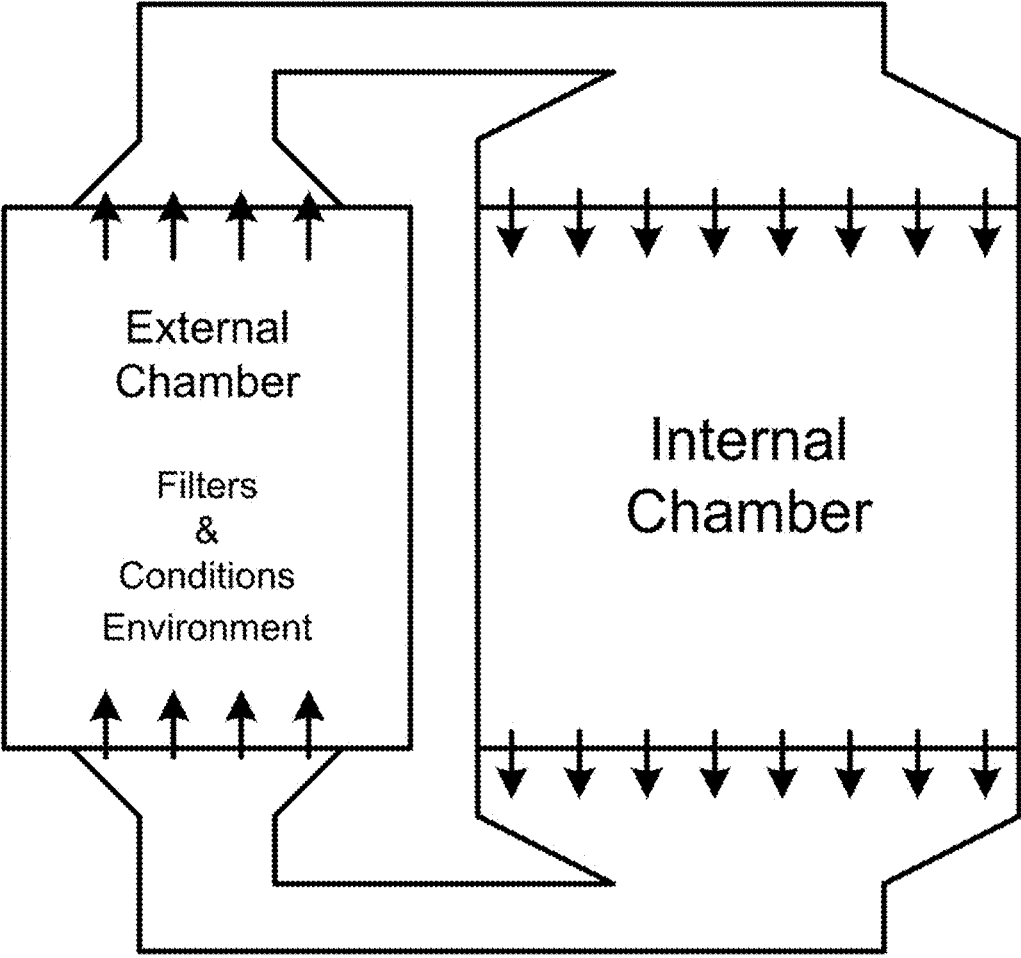 External
Chamber
Filters
&
Conditions
Environment
Internal
Chamber